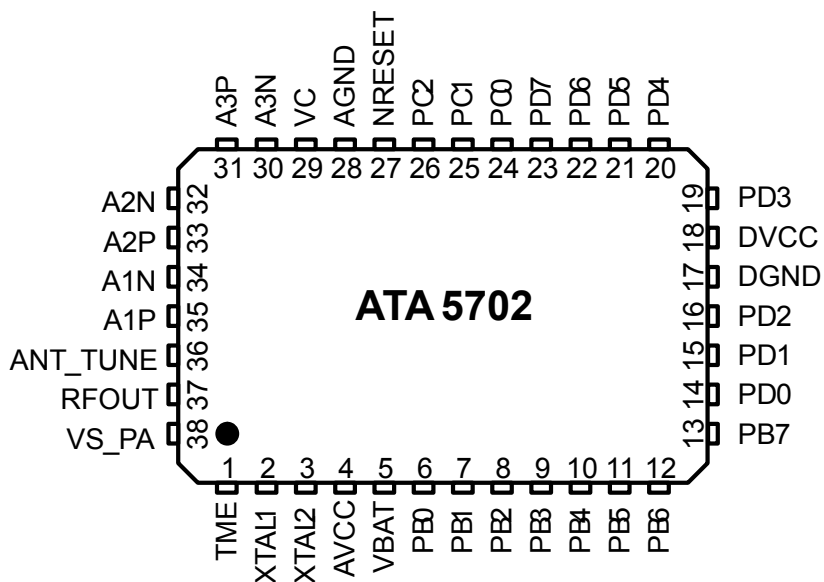 A3P A3N VC AGND NRESET PC2 PC1 PC0 PD7 PD6 PD5 PD4
31 30 29 28 27 26 25 24 23 22 21 20
A2N 32 19 PD3
A2P 33 18 DVCC
A1N 34 17 DGND
A1P 35 ATA 5702 16 PD2
ANT_TUNE 36 15 PD1
RFOUT 37 14 PD0
VS_PA 38 13 PB7
1 2 3 4 5 6 7 8 9 10 11 12
TME XTAL1 XTAL2 AVCC VBAT PB0 PB1 PB2 PB3 PB4 PB5 PB6